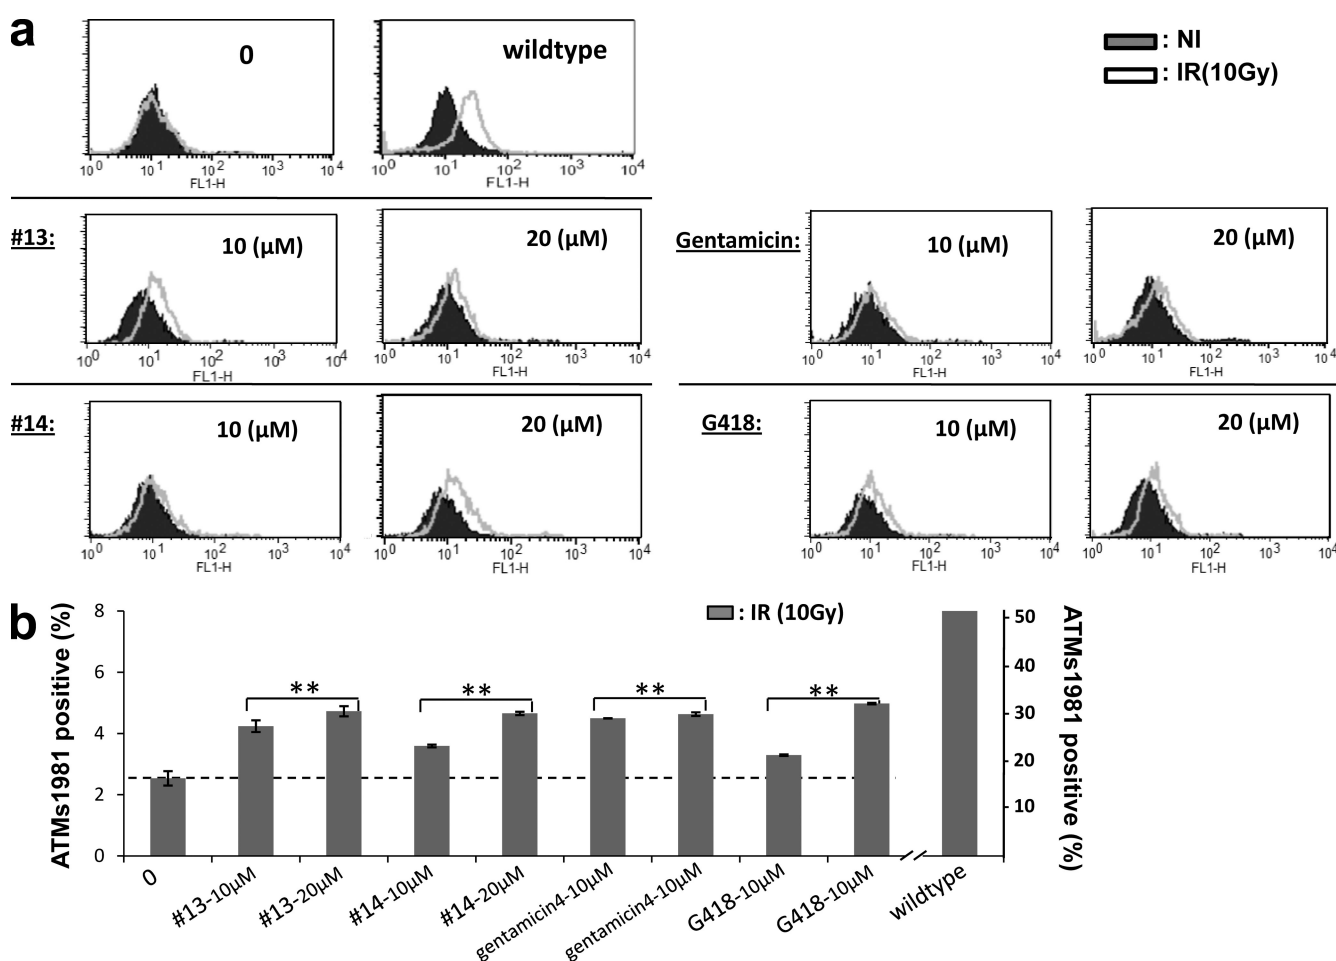 a
0
wildtype
: NI
: IR(10Gy)
10^0 10^1 10^2 10^3 10^4
FL1-H
10^0 10^1 10^2 10^3 10^4
FL1-H
#13:
10 (µM)
20 (µM)
10^0 10^1 10^2 10^3 10^4
FL1-H
10^0 10^1 10^2 10^3 10^4
FL1-H
Gentamicin:
10 (µM)
20 (µM)
10^0 10^1 10^2 10^3 10^4
FL1-H
10^0 10^1 10^2 10^3 10^4
FL1-H
#14:
10 (µM)
20 (µM)
10^0 10^1 10^2 10^3 10^4
FL1-H
10^0 10^1 10^2 10^3 10^4
FL1-H
G418:
10 (µM)
20 (µM)
10^0 10^1 10^2 10^3 10^4
FL1-H
10^0 10^1 10^2 10^3 10^4
FL1-H
b
ATMs1981 positive (%)
8
6
4
2
0
: IR (10Gy)
**
**
**
**
50
40
30
20
10
ATMs1981 positive (%)
0
#13-10µM
#13-20µM
#14-10µM
#14-20µM
gentamicin4-10µM
gentamicin4-10µM
G418-10µM
G418-10µM
wildtype